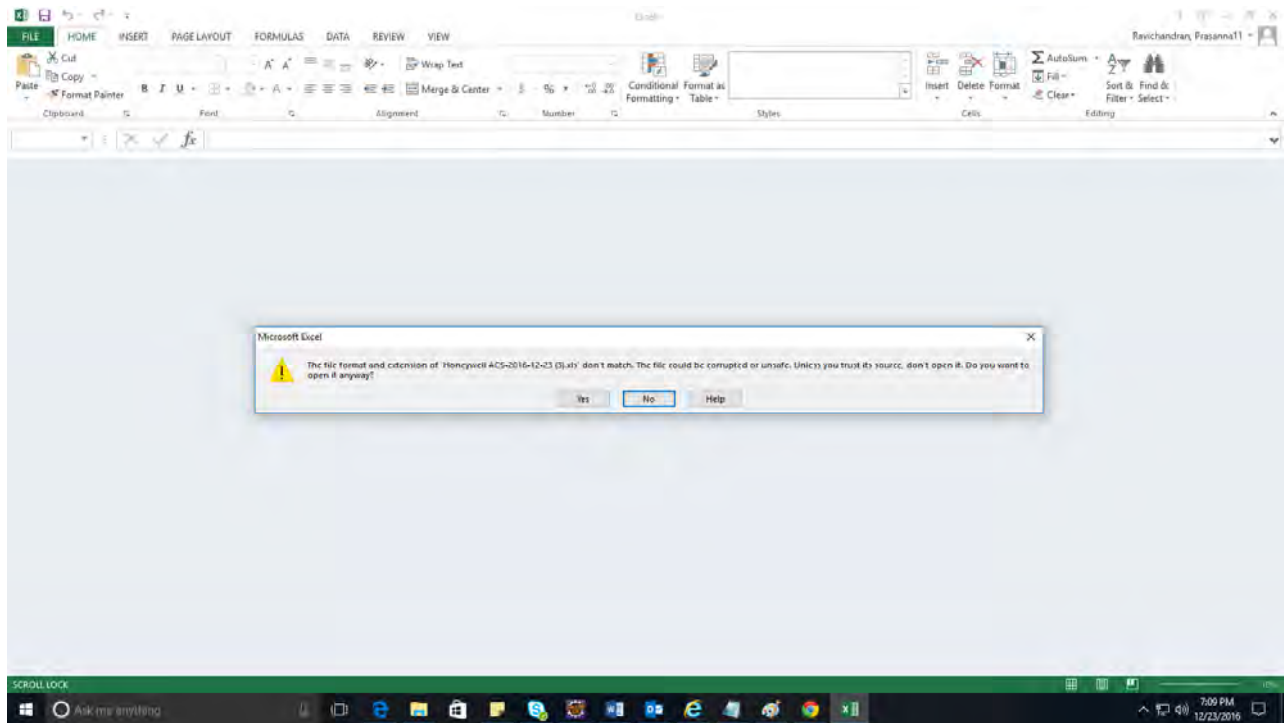 Excel
FILE HOME INSERT PAGE LAYOUT FORMULAS DATA REVIEW VIEW Ravichandran, Prasanna11
Paste
Cut
Copy
Format Painter
B I U
A A A
Wrap Text
Merge & Center
$ %
Conditional Formatting
Format as Table
Insert Delete Format
AutoSum
Fill
Clear
Sort & Filter
Find & Select
Clipboard Font Alignment Number Styles Cells Editing
fx
Microsoft Excel
The file format and extension of 'Honeywell ACS-2016-12-23 (3).xls' don't match. The file could be corrupted or unsafe. Unless you trust its source, don't open it. Do you want to
open it anyway?
Yes No Help
SCROLL LOCK
Ask me anything
7:09 PM
12/23/2016